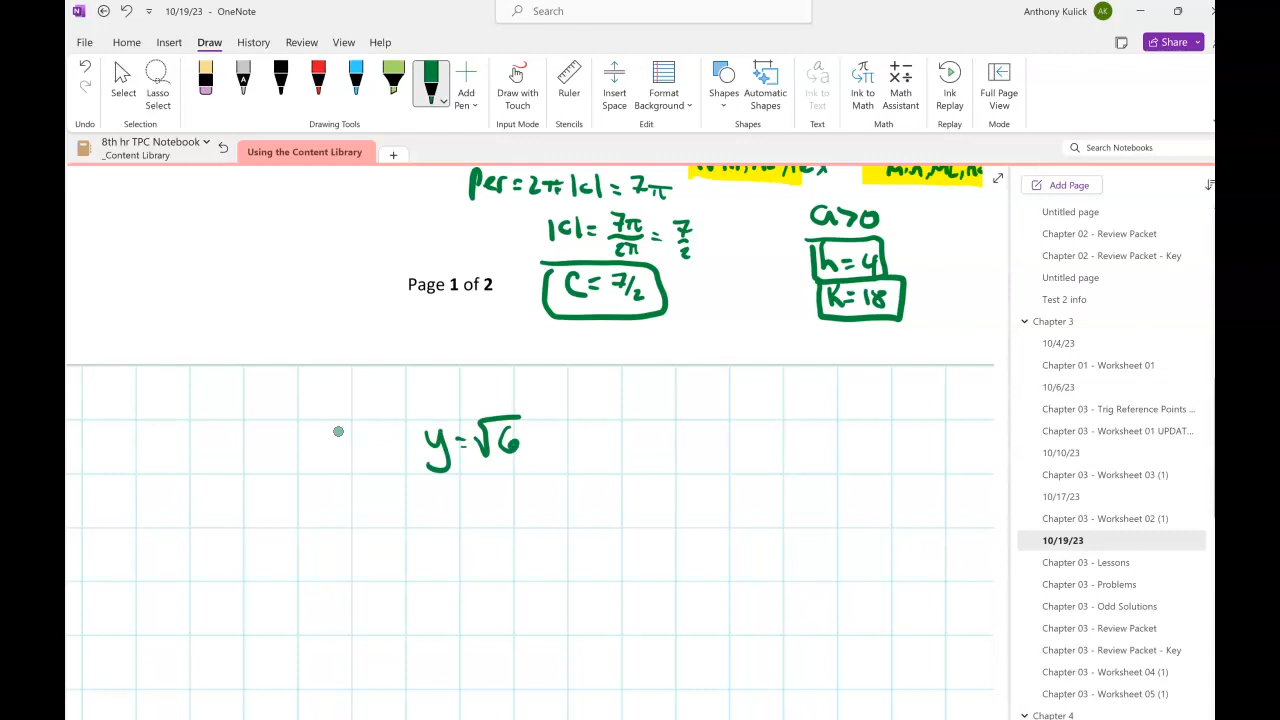 10/19/23 - OneNote
Search
Anthony Kulick AK
File Home Insert Draw History Review View Help
Share
Undo
Select
Lasso Select
Add Pen
Draw with Touch
Ruler
Insert Space
Format Background
Shapes
Automatic Shapes
Ink to Text
Ink to Math
Math Assistant
Ink Replay
Full Page View
Undo Selection Drawing Tools Input Mode Stencils Edit Shapes Text Math Replay Mode
8th hr TPC Notebook
_Content Library
Using the Content Library
Search Notebooks
Add Page
Untitled page
Chapter 02 - Review Packet
Chapter 02 - Review Packet - Key
Untitled page
Test 2 info
Chapter 3
10/4/23
Chapter 01 - Worksheet 01
10/6/23
Chapter 03 - Trig Reference Points ...
Chapter 03 - Worksheet 01 UPDAT...
10/10/23
Chapter 03 - Worksheet 03 (1)
10/17/23
Chapter 03 - Worksheet 02 (1)
10/19/23
Chapter 03 - Lessons
Chapter 03 - Problems
Chapter 03 - Odd Solutions
Chapter 03 - Review Packet
Chapter 03 - Review Packet - Key
Chapter 03 - Worksheet 04 (1)
Chapter 03 - Worksheet 05 (1)
Chapter 4
per = 2π|c| = 7π
|c| = 7π/2π = 7/2
C = 7/2
a>0
h=4
K=18
Page 1 of 2
y=√6